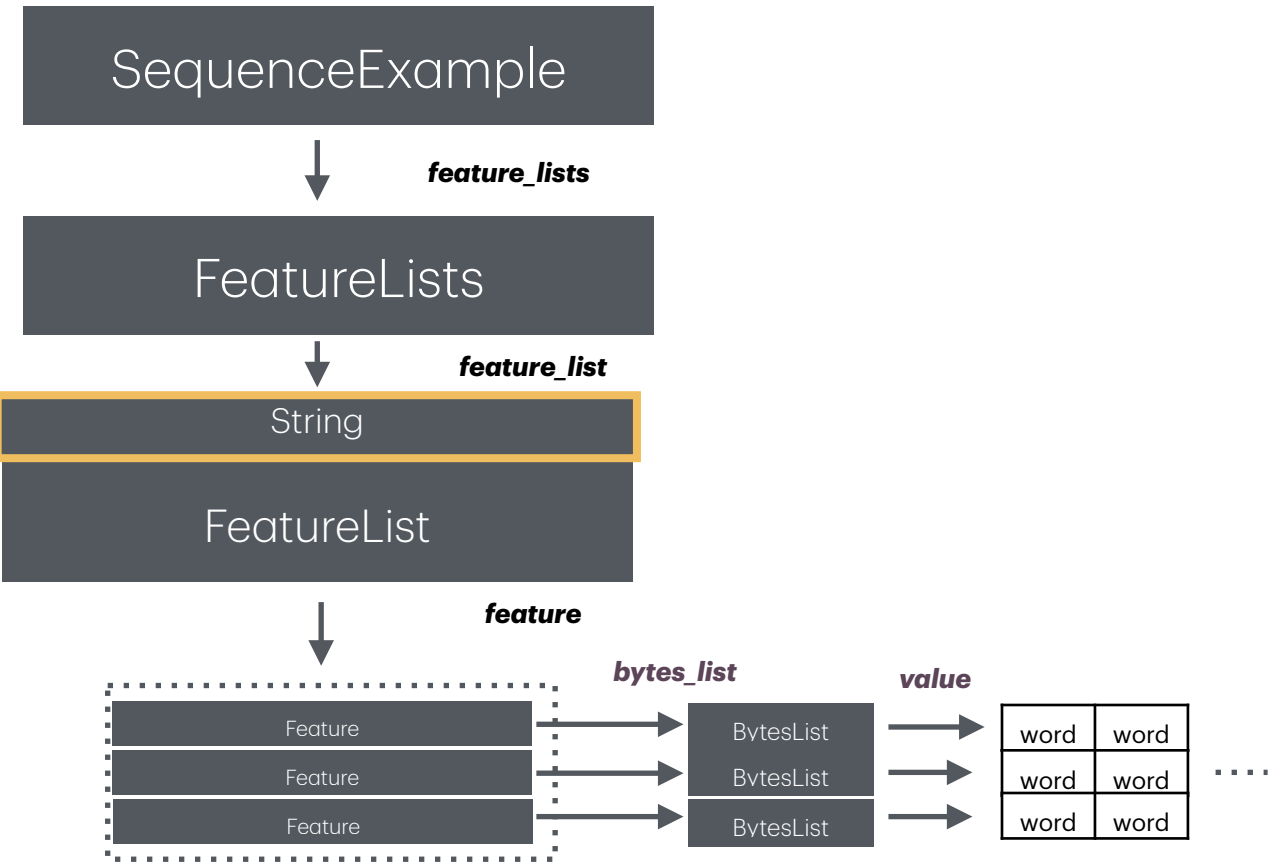 SequenceExample
feature_lists
FeatureLists
feature_list
String
FeatureList
feature
bytes_list
value
Feature
BytesList
word word
Feature
BytesList
word word
Feature
BytesList
word word